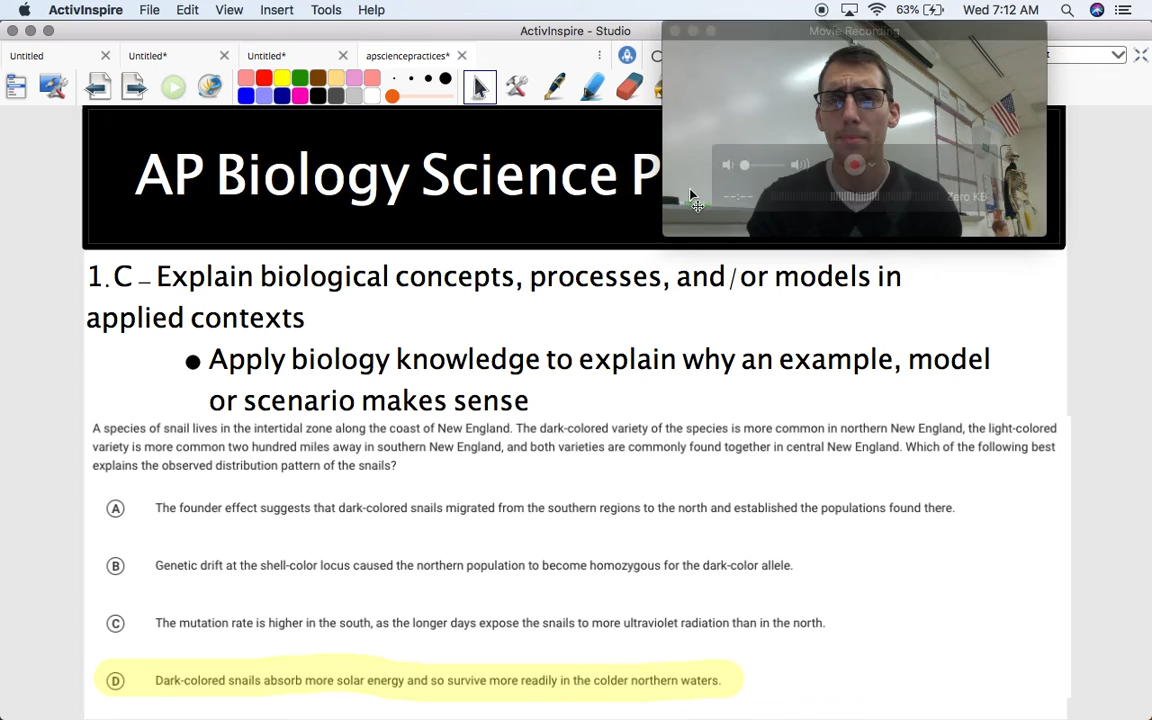 ActivInspire File Edit View Insert Tools Help 63% Wed 7:12 AM
ActivInspire - Studio
Movie Recording
Untitled Untitled* Untitled* apsciencepractices*
--:-- Zero KB
AP Biology Science P
1.C – Explain biological concepts, processes, and/or models in
applied contexts
● Apply biology knowledge to explain why an example, model
or scenario makes sense
A species of snail lives in the intertidal zone along the coast of New England. The dark-colored variety of the species is more common in northern New England, the light-colored
variety is more common two hundred miles away in southern New England, and both varieties are commonly found together in central New England. Which of the following best
explains the observed distribution pattern of the snails?
A The founder effect suggests that dark-colored snails migrated from the southern regions to the north and established the populations found there.
B Genetic drift at the shell-color locus caused the northern population to become homozygous for the dark-color allele.
C The mutation rate is higher in the south, as the longer days expose the snails to more ultraviolet radiation than in the north.
D Dark-colored snails absorb more solar energy and so survive more readily in the colder northern waters.